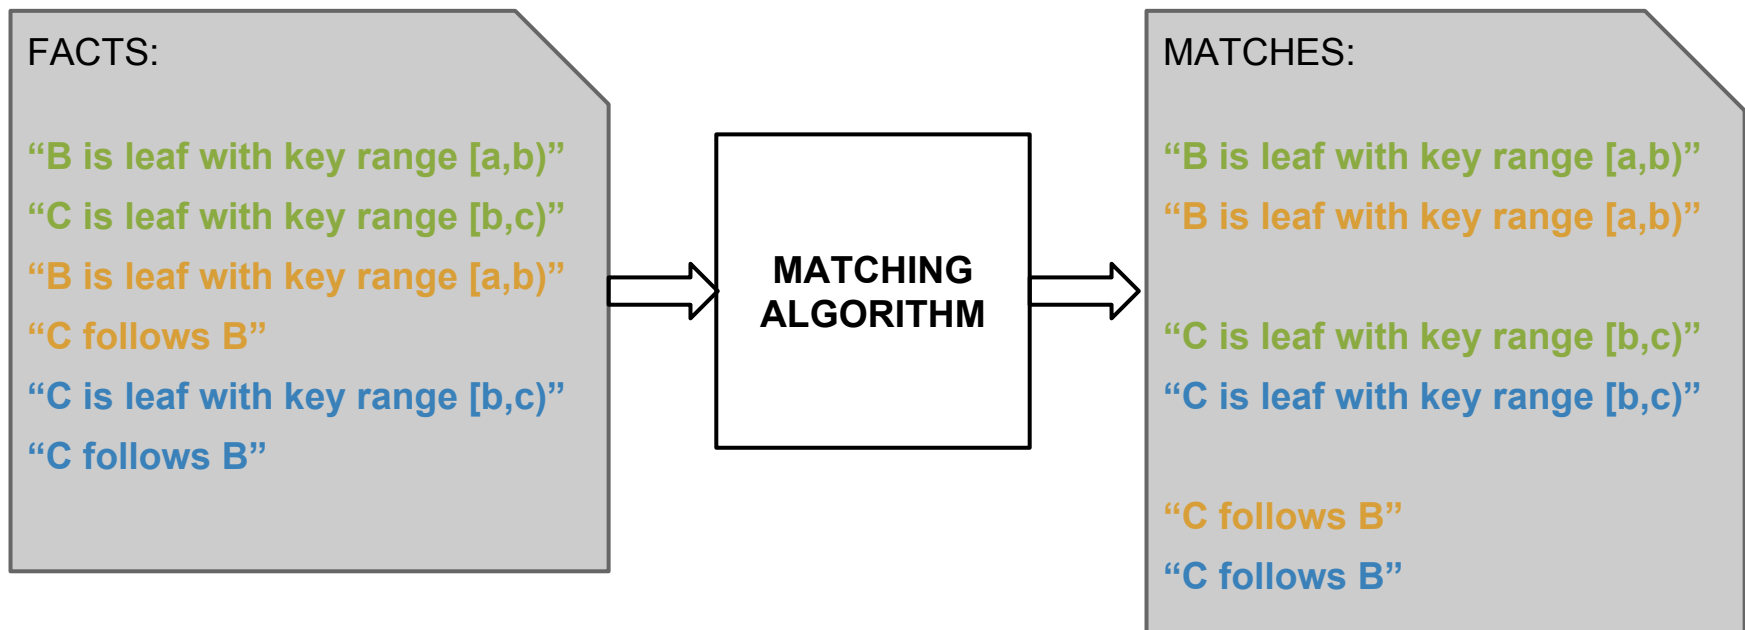 FACTS:
“B is leaf with key range [a,b)”
“C is leaf with key range [b,c)”
“B is leaf with key range [a,b)”
“C follows B”
“C is leaf with key range [b,c)”
“C follows B”
MATCHING
ALGORITHM
MATCHES:
“B is leaf with key range [a,b)”
“B is leaf with key range [a,b)”
“C is leaf with key range [b,c)”
“C is leaf with key range [b,c)”
“C follows B”
“C follows B”